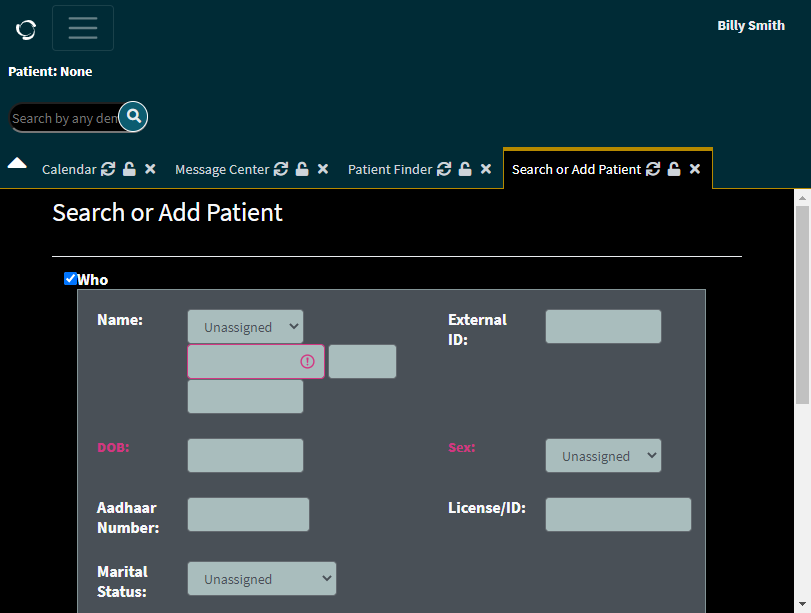 Billy Smith
Patient: None
Search by any den
Calendar Message Center Patient Finder Search or Add Patient
Search or Add Patient
Who
Name: Unassigned External ID:
DOB: Sex: Unassigned
Aadhaar Number: License/ID:
Marital Status: Unassigned